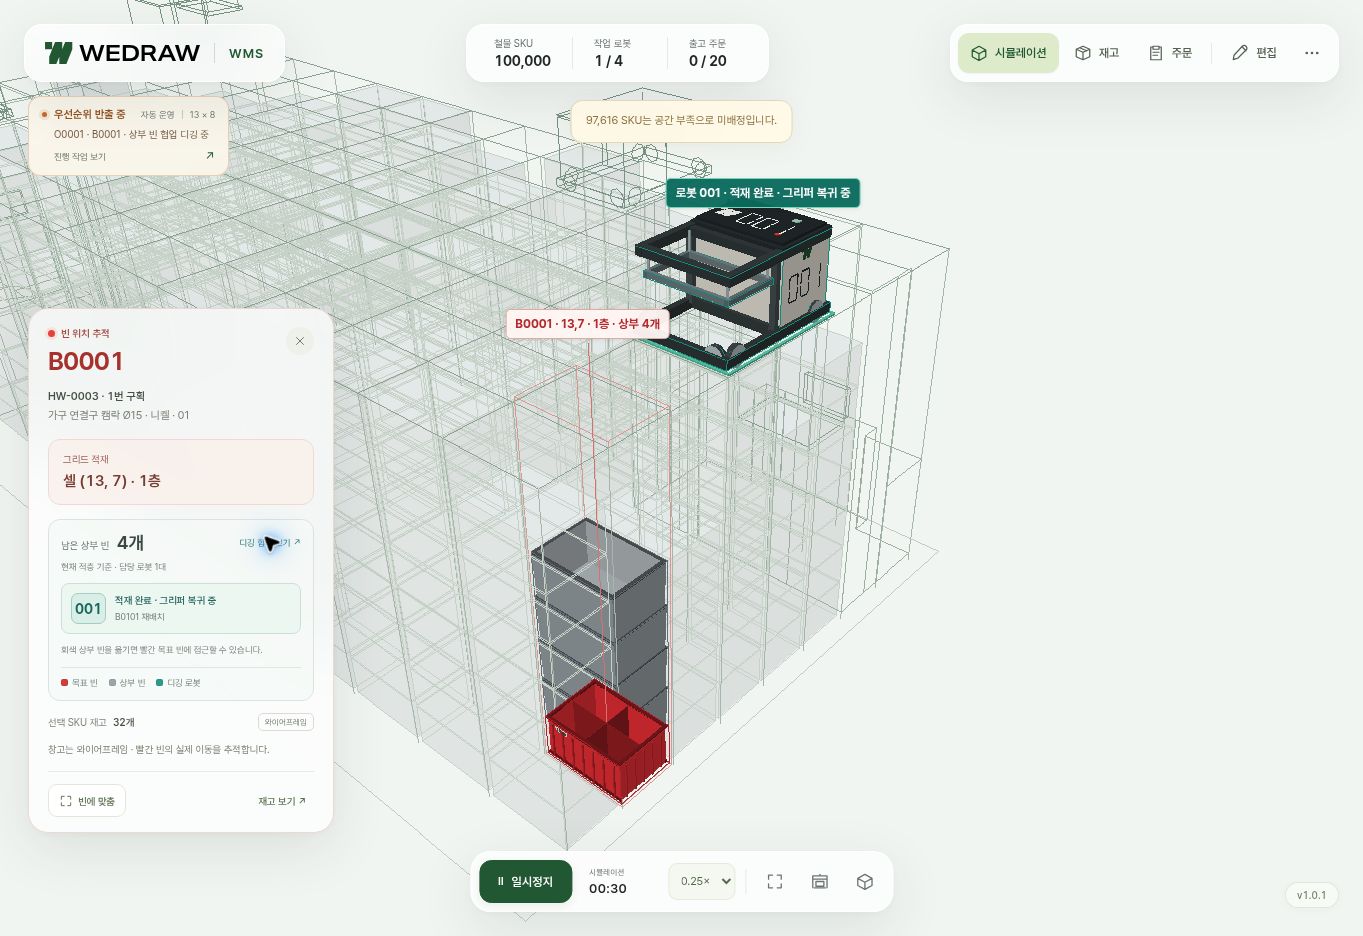 WEDRAW WMS
철물 SKU
100,000
작업 로봇
1 / 4
출고 주문
0 / 20
시뮬레이션
재고
주문
편집
우선순위 반출 중
자동 운영
13 × 8
O0001 · B0001 · 상부 빈 협업 디깅 중
진행 작업 보기 ↗
97,616 SKU는 공간 부족으로 미배정입니다.
로봇 001 · 적재 완료 · 그리퍼 복귀 중
001
001
B0001 · 13,7 · 1층 · 상부 4개
빈 위치 추적
B0001
HW-0003 · 1번 구획
가구 연결구 캠락 Ø15 · 니켈 · 01
그리드 적재
셀 (13, 7) · 1층
남은 상부 빈 4개
디깅
보기 ↗
현재 적층 기준 · 담당 로봇 1대
001
적재 완료 · 그리퍼 복귀 중
B0101 재배치
회색 상부 빈을 옮기면 빨간 목표 빈에 접근할 수 있습니다.
목표 빈
상부 빈
디깅 로봇
선택 SKU 재고 32개
와이어프레임
창고는 와이어프레임 · 빨간 빈의 실제 이동을 추적합니다.
빈에 맞춤
재고 보기 ↗
일시정지
시뮬레이션
00:30
0.25×
v1.0.1